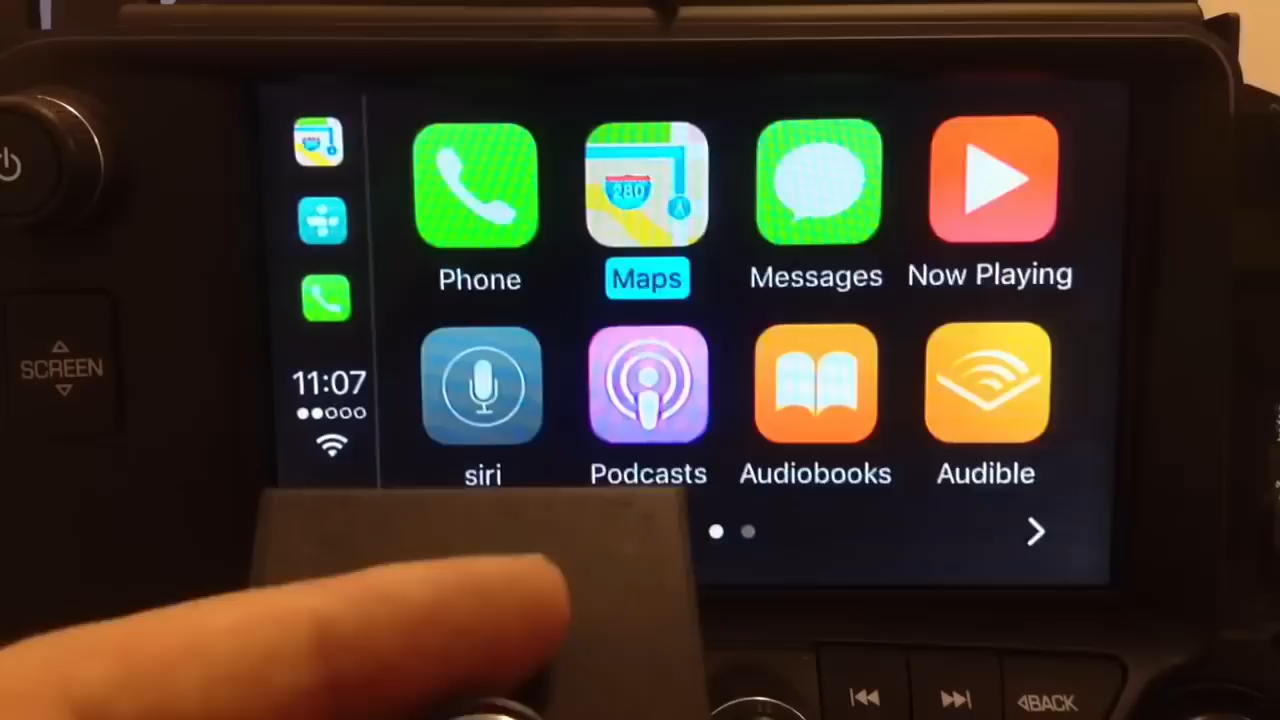 Phone
280
Maps
Messages
Now Playing
SCREEN
11:07
siri
Podcasts
Audiobooks
Audible
BACK